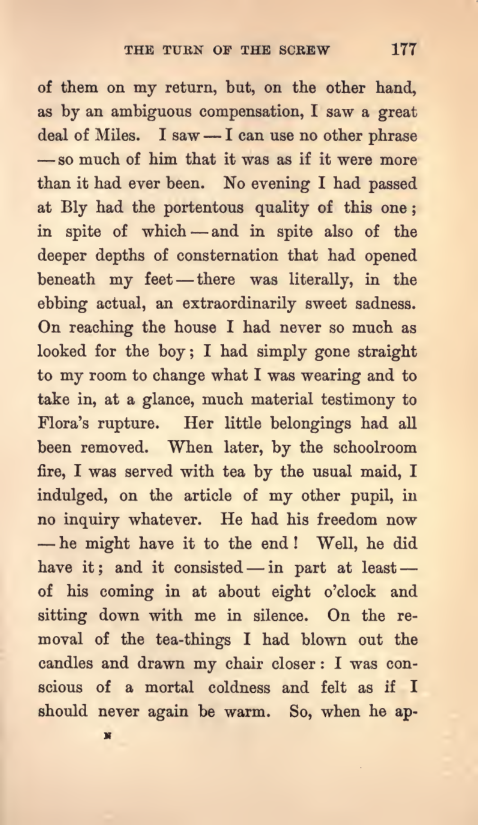 THE TURN OF THE SCREW 177
of them on my return, but, on the other hand,
as by an ambiguous compensation, I saw a great
deal of Miles. I saw — I can use no other phrase
— so much of him that it was as if it were more
than it had ever been. No evening I had passed
at Bly had the portentous quality of this one ;
in spite of which — and in spite also of the
deeper depths of consternation that had opened
beneath my feet — there was literally, in the
ebbing actual, an extraordinarily sweet sadness.
On reaching the house I had never so much as
looked for the boy ; I had simply gone straight
to my room to change what I was wearing and to
take in, at a glance, much material testimony to
Flora's rupture. Her little belongings had all
been removed. When later, by the schoolroom
fire, I was served with tea by the usual maid, I
indulged, on the article of my other pupil, in
no inquiry whatever. He had his freedom now
— he might have it to the end ! Well, he did
have it ; and it consisted — in part at least —
of his coming in at about eight o'clock and
sitting down with me in silence. On the re-
moval of the tea-things I had blown out the
candles and drawn my chair closer : I was con-
scious of a mortal coldness and felt as if I
should never again be warm. So, when he ap-
N